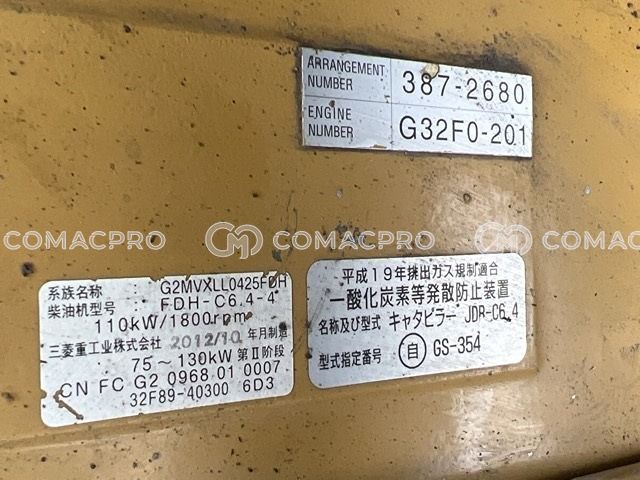 ARRANGEMENT NUMBER 387-2680
ENGINE NUMBER G32F0-201
COMACPRO COMACPRO COMACPRO
系族名称 : G2MVXLL0425FDH
柴油机型号: FDH-C6.4-4
110kW/1800rpm
三菱重工业株式会社 2012/10 年月制造
75～130kW 第Ⅱ阶段
CN FC G2 0968 01 0007
32F89-40300 6D3
平成19年排出ガス規制適合
一酸化炭素等発散防止装置
名称及び型式 キャタピラー JDR-C6.4
型式指定番号 自 GS-354